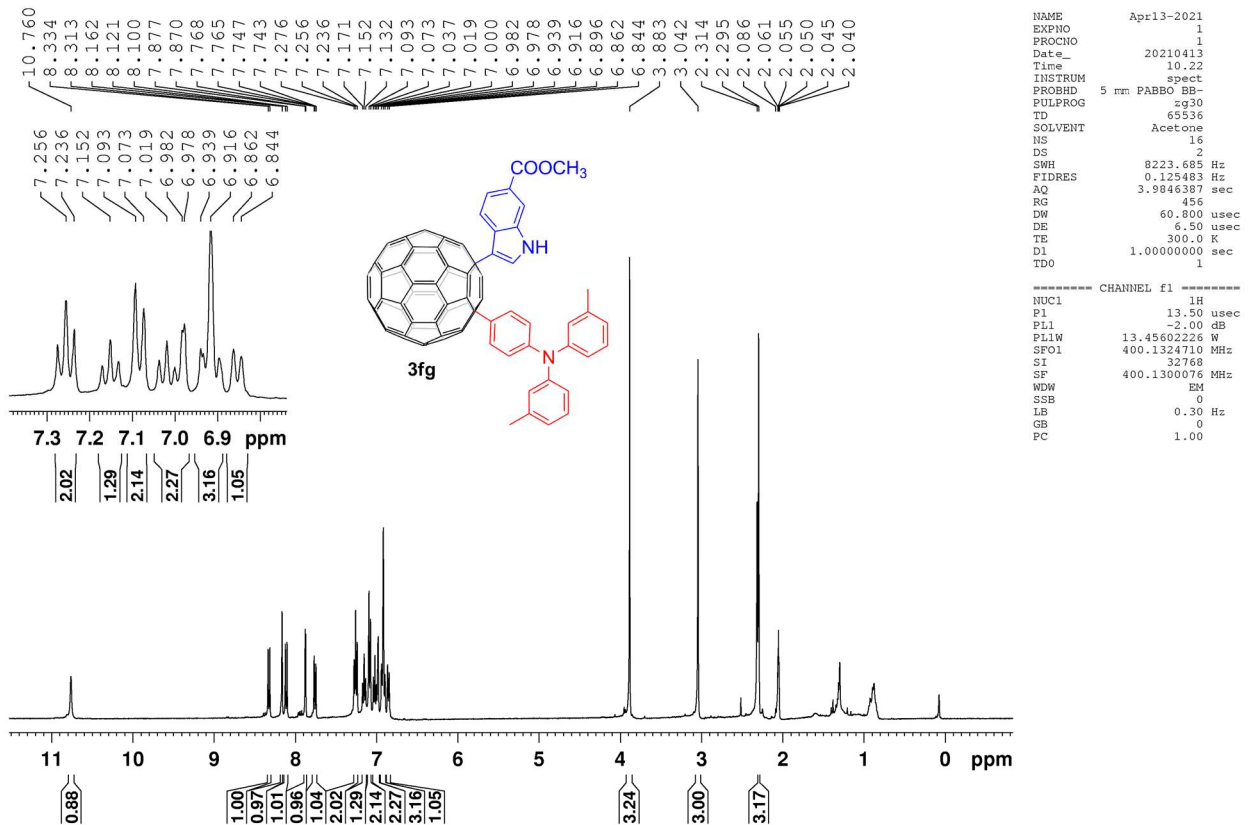 10.760
8.334
8.313
8.162
8.121
8.100
7.877
7.870
7.768
7.765
7.747
7.743
7.276
7.256
7.236
7.171
7.152
7.132
7.093
7.073
7.037
7.019
7.000
6.982
6.978
6.939
6.916
6.896
6.862
6.844
3.883
3.042
2.314
2.295
2.086
2.061
2.055
2.050
2.045
2.040
7.256
7.236
7.152
7.093
7.073
7.019
6.982
6.978
6.939
6.916
6.862
6.844
7.3 7.2 7.1 7.0 6.9 ppm
2.02 1.29 2.14 2.27 3.16 1.05
COOCH3
NH
N
3fg
11 10 9 8 7 6 5 4 3 2 1 0 ppm
0.88 1.00 0.97 1.01 0.96 1.04 2.02 1.29 2.14 2.27 3.16 1.05 3.24 3.00 3.17
NAME Apr13-2021
EXPNO 1
PROCNO 1
Date_ 20210413
Time 10.22
INSTRUM spect
PROBHD 5 mm PABBO BB-
PULPROG zg30
TD 65536
SOLVENT Acetone
NS 16
DS 2
SWH 8223.685 Hz
FIDRES 0.125483 Hz
AQ 3.9846387 sec
RG 456
DW 60.800 usec
DE 6.50 usec
TE 300.0 K
D1 1.00000000 sec
TD0 1
======== CHANNEL f1 ========
NUC1 1H
P1 13.50 usec
PL1 -2.00 dB
PL1W 13.45602226 W
SFO1 400.1324710 MHz
SI 32768
SF 400.1300076 MHz
WDW EM
SSB 0
LB 0.30 Hz
GB 0
PC 1.00